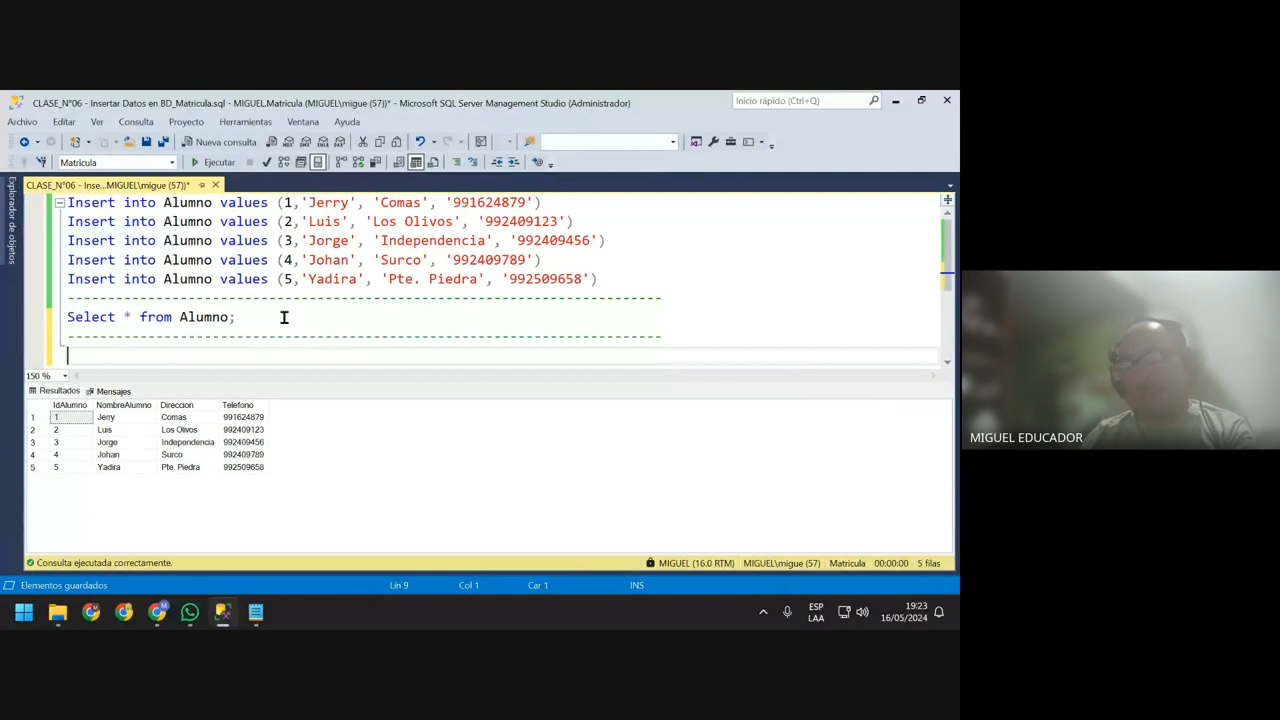 CLASE_N°06 - Insertar Datos en BD_Matricula.sql - MIGUEL.Matricula (MIGUEL\migue (57))* - Microsoft SQL Server Management Studio (Administrador)
Inicio rápido (Ctrl+Q)
Archivo Editar Ver Consulta Proyecto Herramientas Ventana Ayuda
Nueva consulta
Matricula Ejecutar
CLASE_N°06 - Inse...MIGUEL\migue (57))*
Explorador de objetos
Insert into Alumno values (1,'Jerry', 'Comas', '991624879')
Insert into Alumno values (2,'Luis', 'Los Olivos', '992409123')
Insert into Alumno values (3,'Jorge', 'Independencia', '992409456')
Insert into Alumno values (4,'Johan', 'Surco', '992409789')
Insert into Alumno values (5,'Yadira', 'Pte. Piedra', '992509658')
--------------------------------------------------------------------------
Select * from Alumno;
--------------------------------------------------------------------------
150 %
Resultados Mensajes
IdAlumno NombreAlumno Direccion Telefono
1 1 Jerry Comas 991624879
2 2 Luis Los Olivos 992409123
3 3 Jorge Independencia 992409456
4 4 Johan Surco 992409789
5 5 Yadira Pte. Piedra 992509658
Consulta ejecutada correctamente. MIGUEL (16.0 RTM) MIGUEL\migue (57) Matricula 00:00:00 5 filas
Elementos guardados Lín 9 Col 1 Car 1 INS
ESP
LAA
19:23
16/05/2024
MIGUEL EDUCADOR